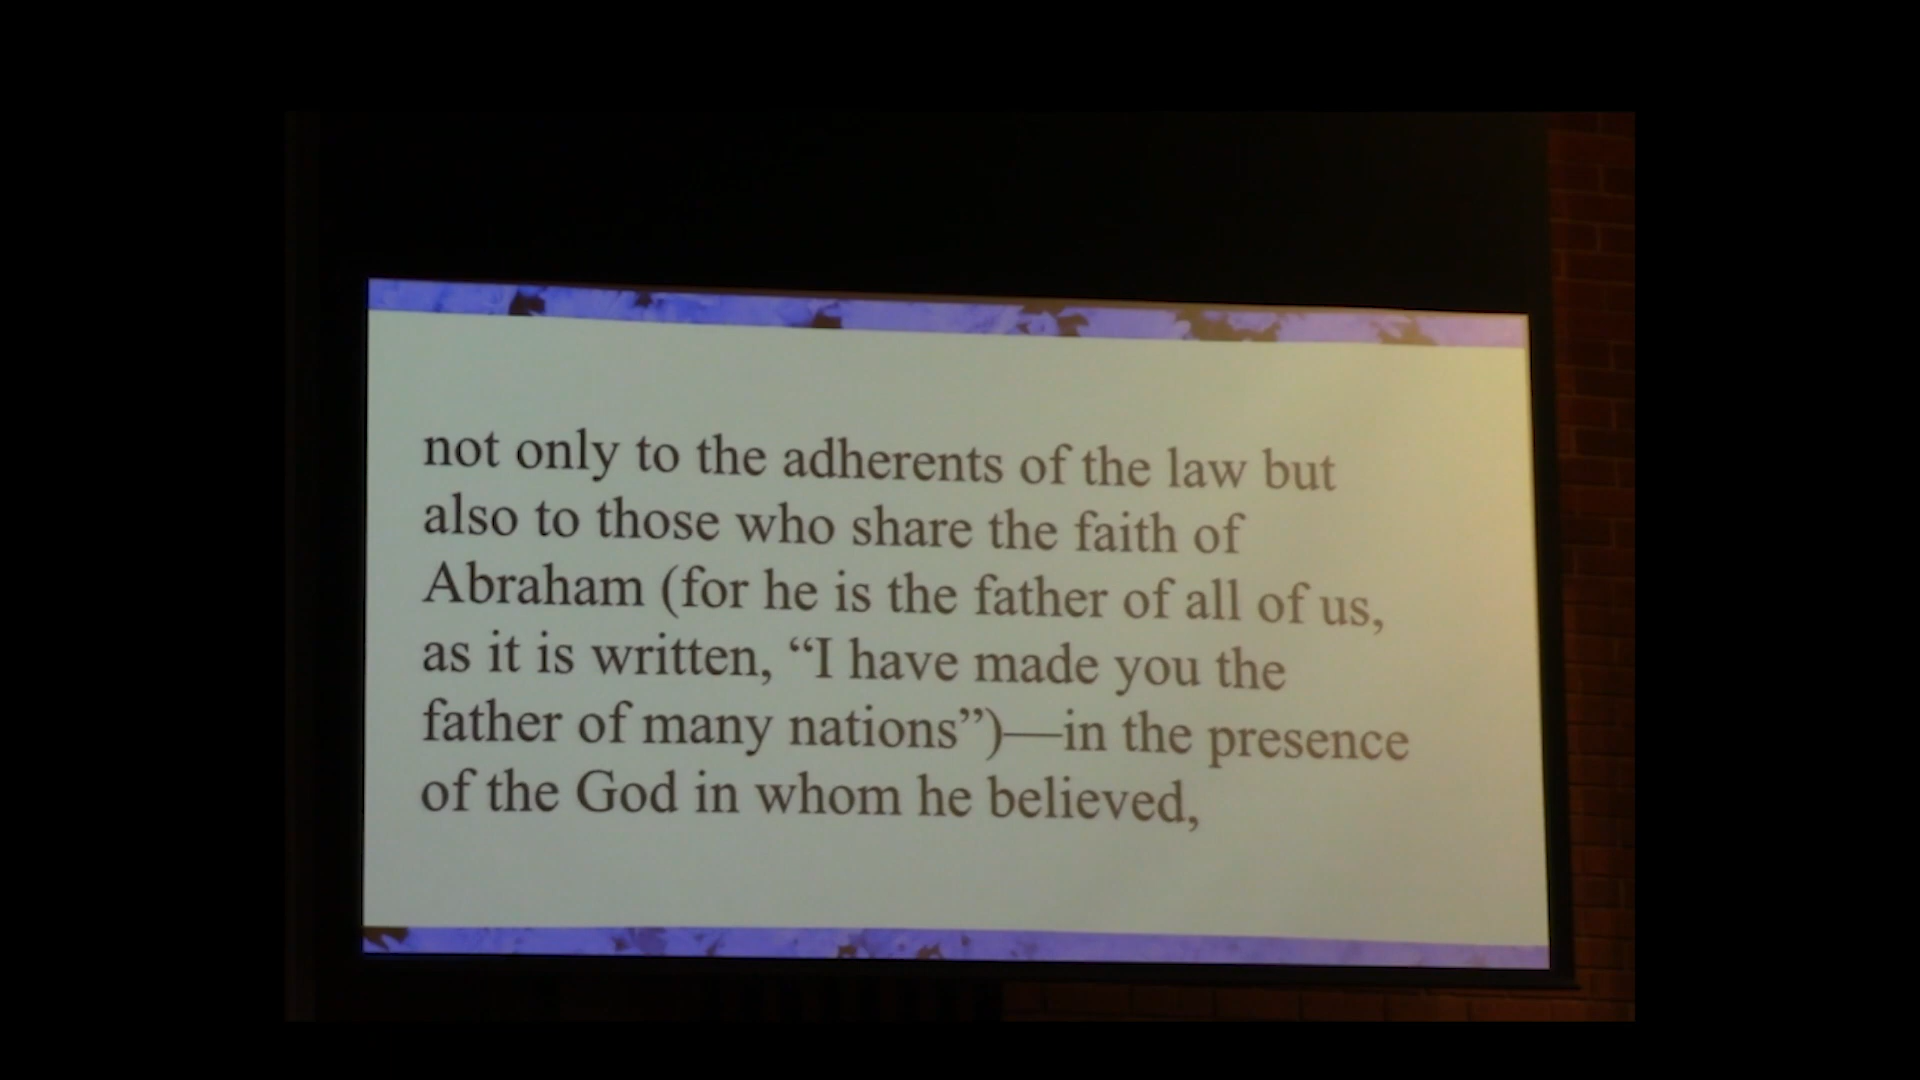 not only to the adherents of the law but
also to those who share the faith of
Abraham (for he is the father of all of us,
as it is written, “I have made you the
father of many nations”)—in the presence
of the God in whom he believed,